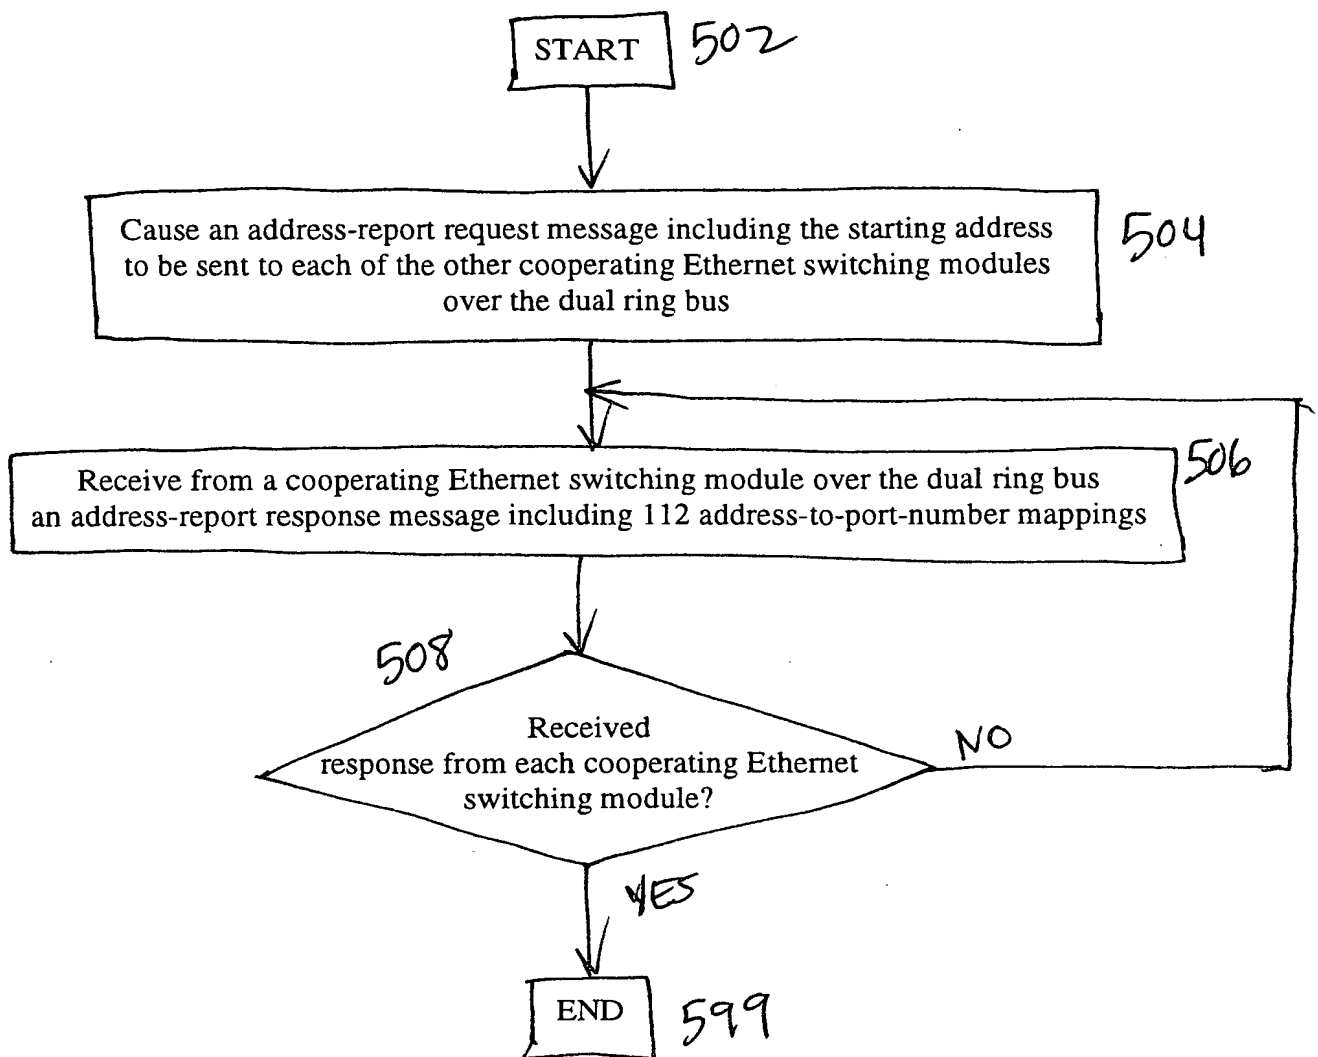 START 502
Cause an address-report request message including the starting address
to be sent to each of the other cooperating Ethernet switching modules
over the dual ring bus
504
506
Receive from a cooperating Ethernet switching module over the dual ring bus
an address-report response message including 112 address-to-port-number mappings
508
Received
response from each cooperating Ethernet
switching module?
NO
YES
END 599